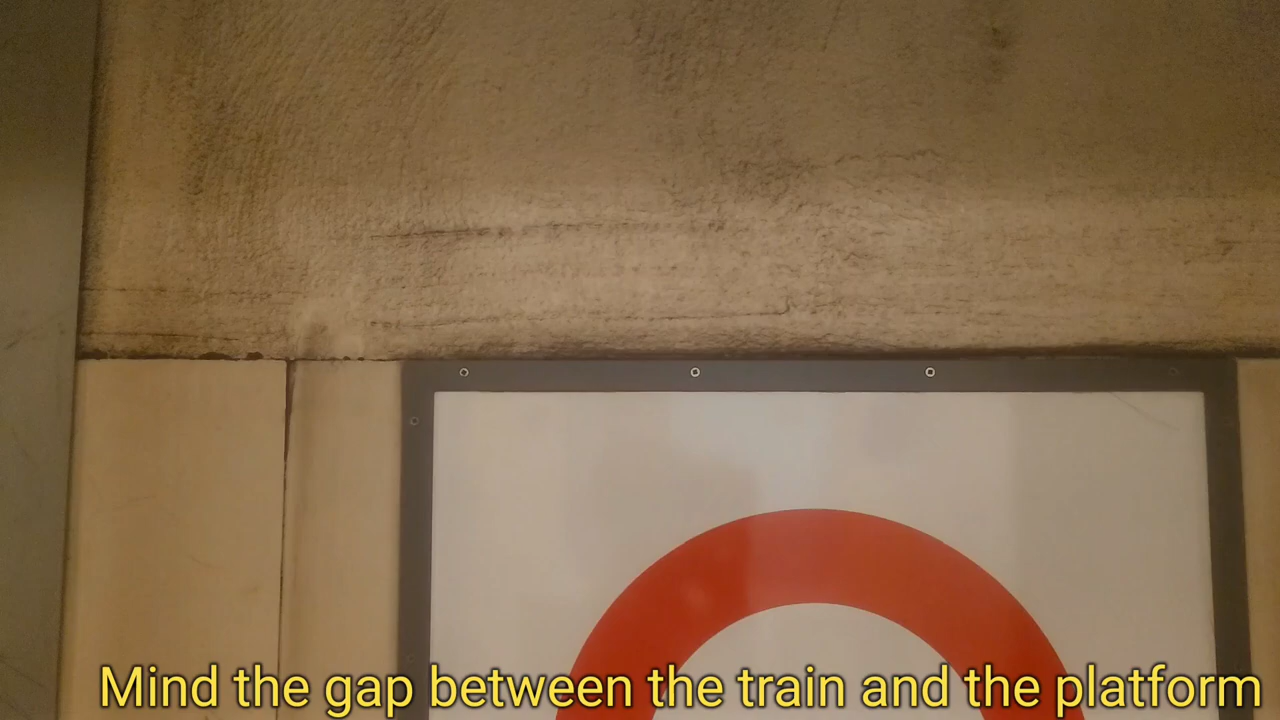 Mind the gap between the train and the platform